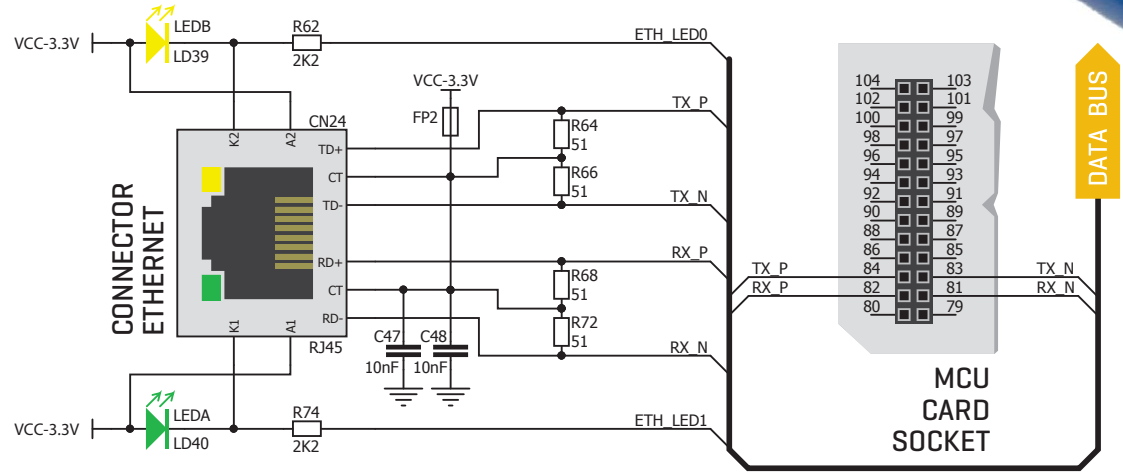 LEDB
VCC-3.3V
LD39
R62
2K2
ETH_LED0
VCC-3.3V
FP2
CN24
K2
A2
TD+
CT
TD-
RD+
CT
RD-
K1
A1
RJ45
CONNECTOR
ETHERNET
TX_P
R64
51
R66
51
TX_N
RX_P
R68
51
R72
51
RX_N
C47
10nF
C48
10nF
LEDA
VCC-3.3V
LD40
R74
2K2
ETH_LED1
104 103
102 101
100 99
98 97
96 95
94 93
92 91
90 89
88 87
86 85
TX_P 84 83 TX_N
RX_P 82 81 RX_N
80 79
MCU
CARD
SOCKET
DATA BUS